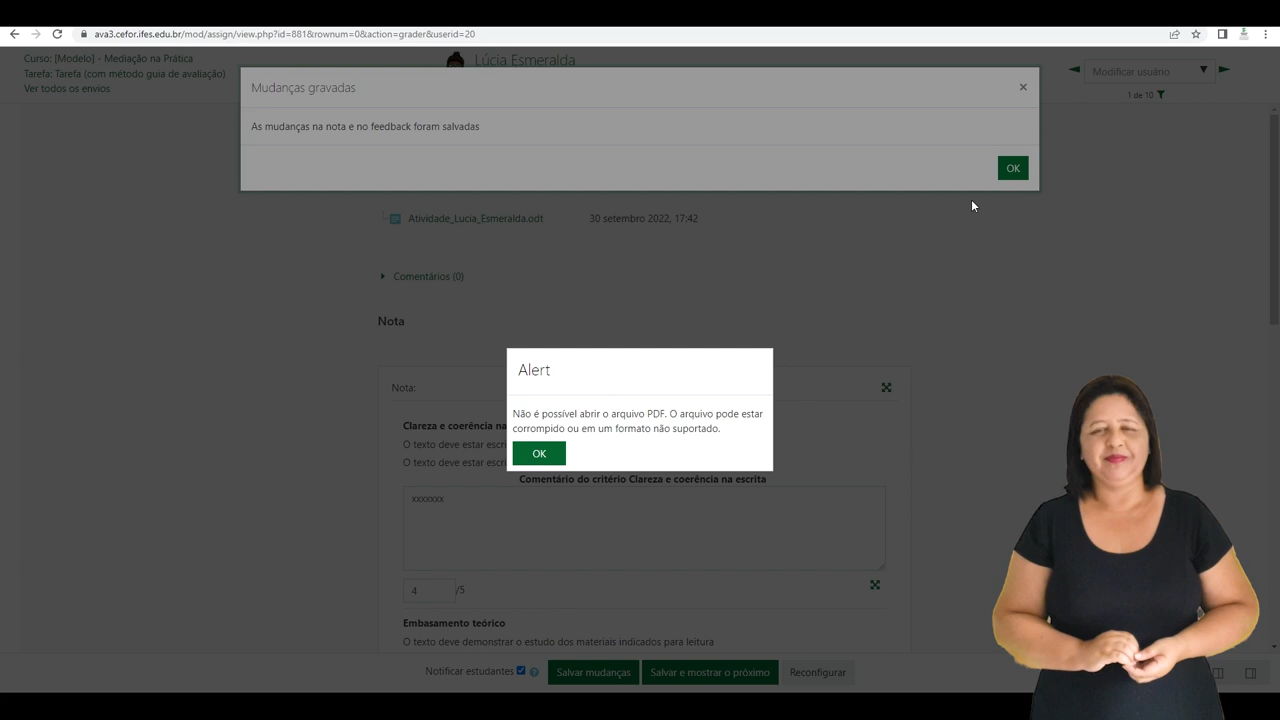 ava3.cefor.ifes.edu.br/mod/assign/view.php?id=881&rownum=0&action=grader&userid=20
Curso: [Modelo] - Mediação na Prática
Tarefa: Tarefa (com método guia de avaliação)
Ver todos os envios
Lúcia Esmeralda
Modificar usuário
1 de 10
Mudanças gravadas
×
As mudanças na nota e no feedback foram salvadas
OK
Atividade_Lucia_Esmeralda.odt 30 setembro 2022, 17:42
Comentários (0)
Nota
Nota:
Alert
Não é possível abrir o arquivo PDF. O arquivo pode estar
corrompido ou em um formato não suportado.
OK
Clareza e coerência na
O texto deve estar escr
O texto deve estar escr
Comentário do critério Clareza e coerência na escrita
xxxxxxx
4 /5
Embasamento teórico
O texto deve demonstrar o estudo dos materiais indicados para leitura
Notificar estudantes ? Salvar mudanças Salvar e mostrar o próximo Reconfigurar